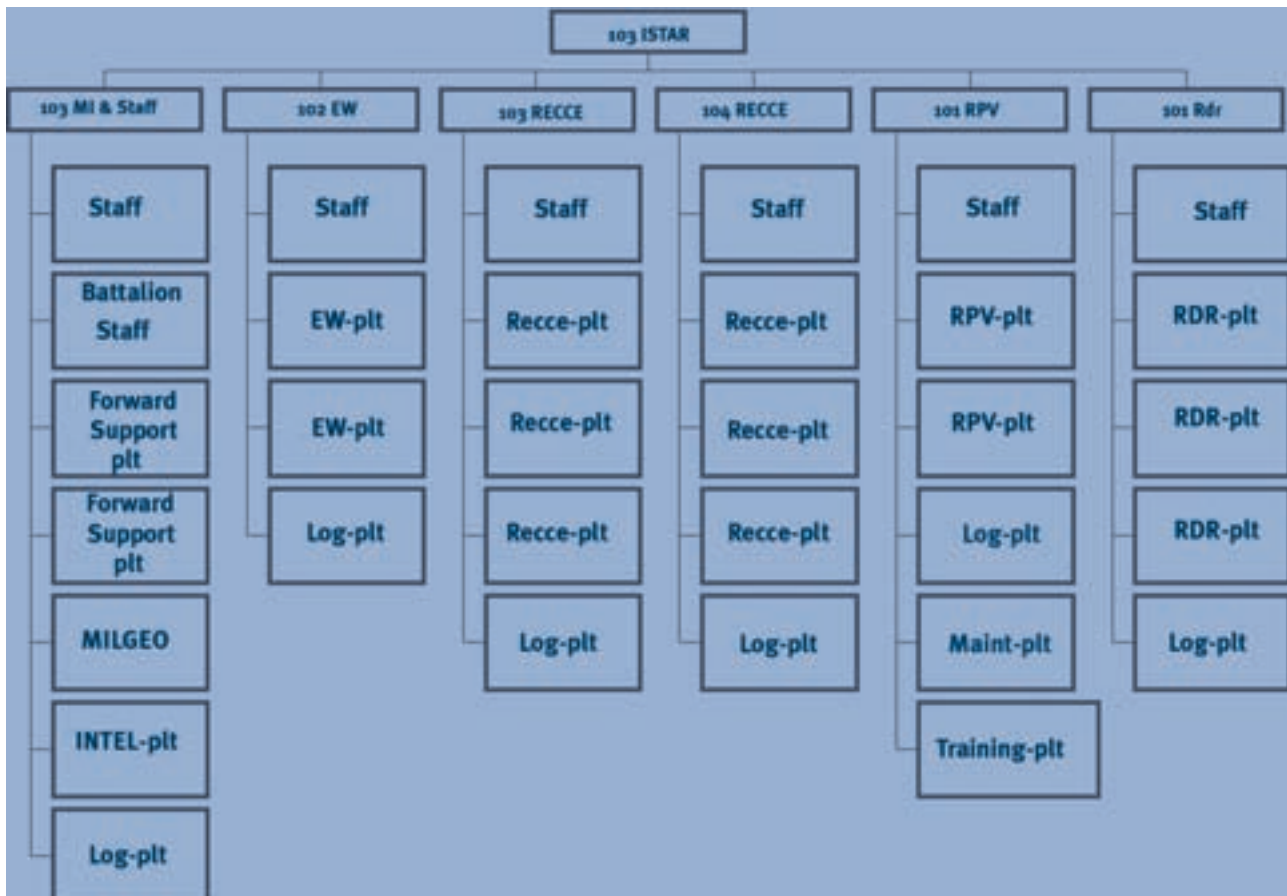 103 ISTAR
103 MI & Staff
102 EW
103 RECCE
104 RECCE
101 RPV
101 Rdr
Staff
Battalion
Staff
Forward
Support
plt
Forward
Support
plt
MILGEO
INTEL-plt
Log-plt
Staff
EW-plt
EW-plt
Log-plt
Staff
Recce-plt
Recce-plt
Recce-plt
Log-plt
Staff
Recce-plt
Recce-plt
Recce-plt
Log-plt
Staff
RPV-plt
RPV-plt
Log-plt
Maint-plt
Training-plt
Staff
RDR-plt
RDR-plt
RDR-plt
Log-plt